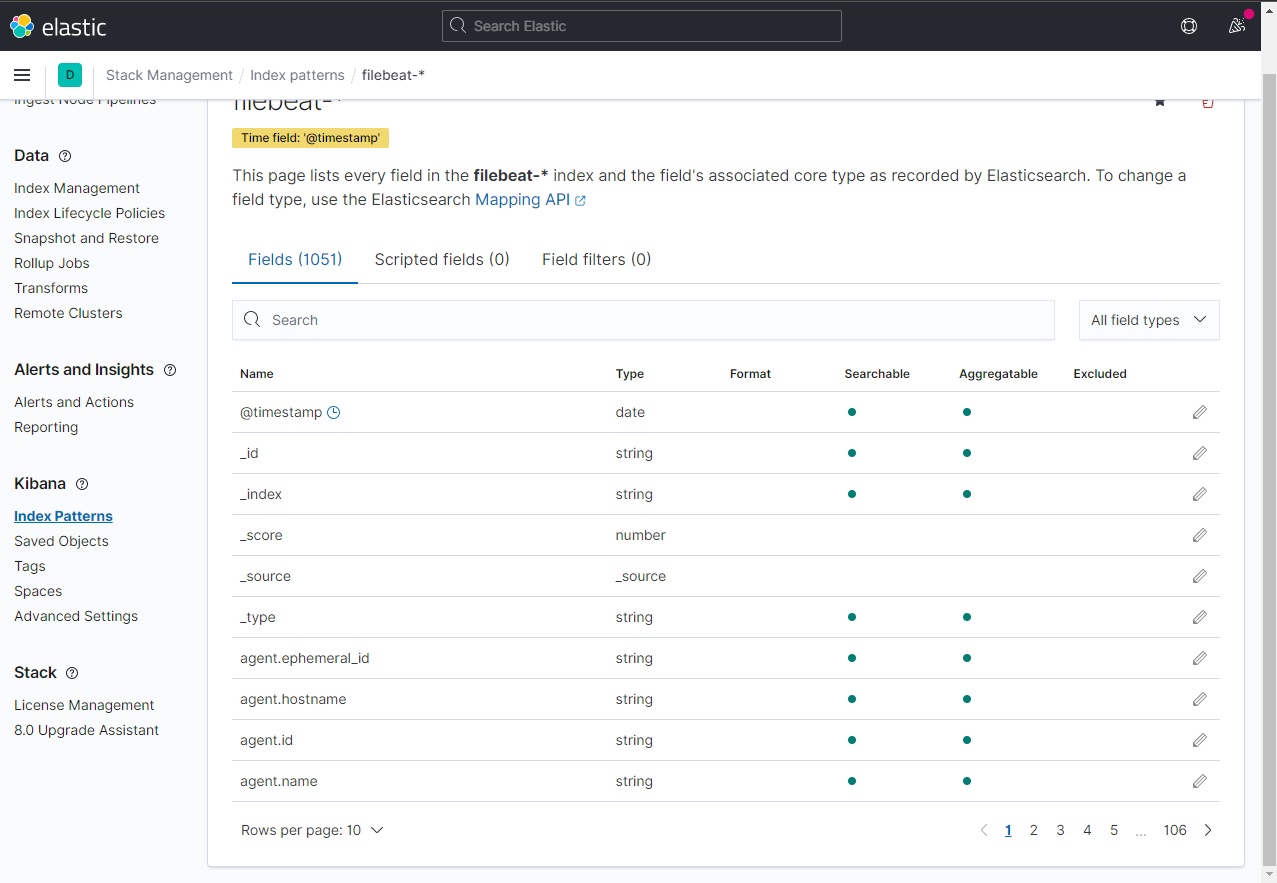 elastic
Search Elastic
D
Stack Management / Index patterns / filebeat-*
Ingest Node Pipelines
Data
Index Management
Index Lifecycle Policies
Snapshot and Restore
Rollup Jobs
Transforms
Remote Clusters
Alerts and Insights
Alerts and Actions
Reporting
Kibana
Index Patterns
Saved Objects
Tags
Spaces
Advanced Settings
Stack
License Management
8.0 Upgrade Assistant
filebeat-*
Time field: '@timestamp'
This page lists every field in the filebeat-* index and the field's associated core type as recorded by Elasticsearch. To change a
field type, use the Elasticsearch Mapping API
Fields (1051) Scripted fields (0) Field filters (0)
Search
All field types
Name Type Format Searchable Aggregatable Excluded
@timestamp date
_id string
_index string
_score number
_source _source
_type string
agent.ephemeral_id string
agent.hostname string
agent.id string
agent.name string
Rows per page: 10
1 2 3 4 5 ... 106